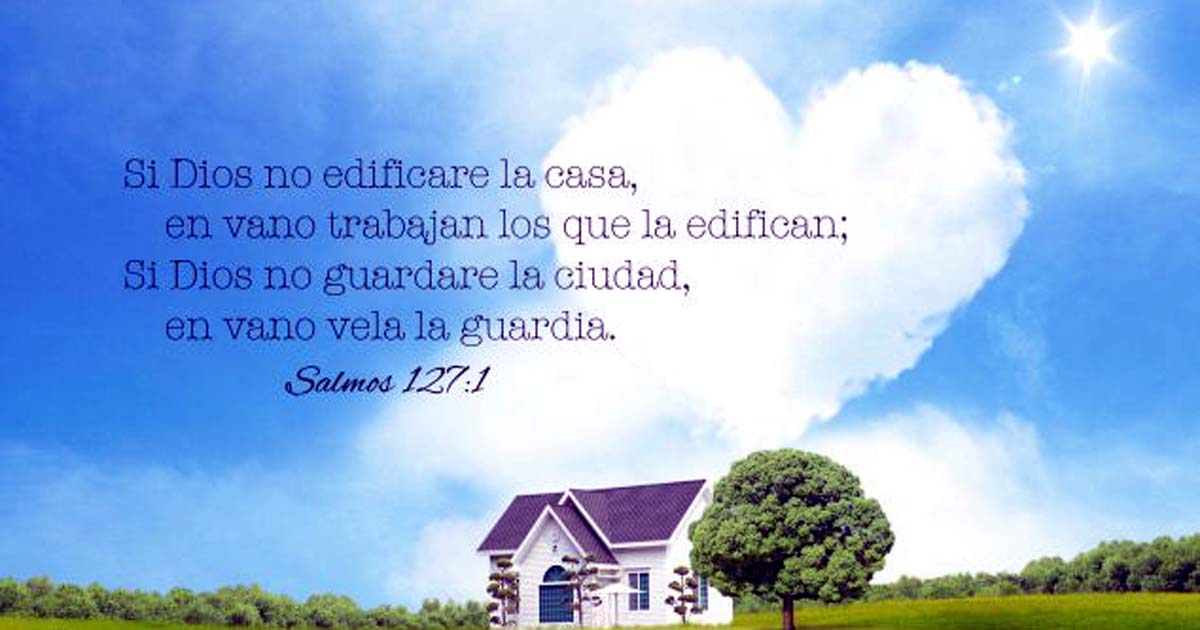 Si Dios no edificare la casa,
en vano trabajan los que la edifican;
Si Dios no guardare la ciudad,
en vano vela la guardia.
Salmos 127:1